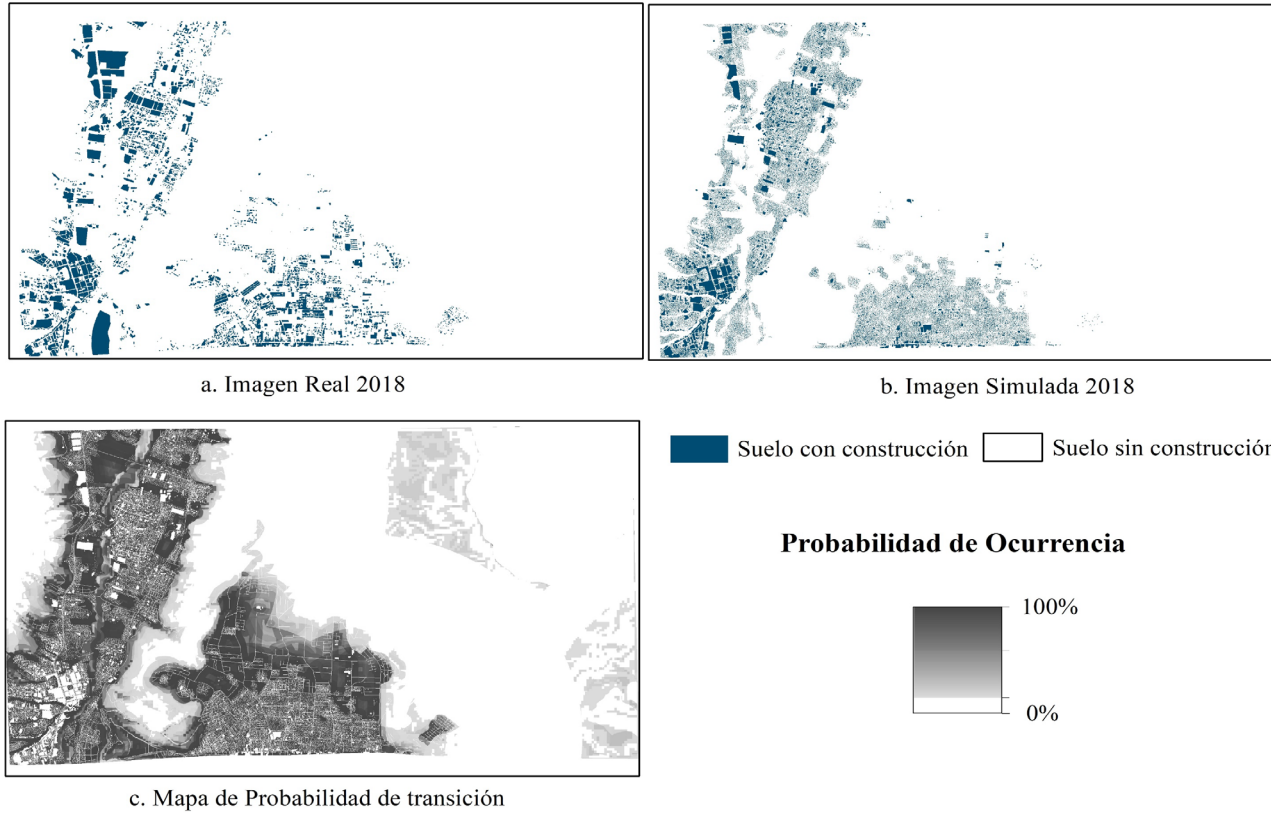 a. Imagen Real 2018
b. Imagen Simulada 2018
Suelo con construcción
Suelo sin construcción
Probabilidad de Ocurrencia
100%
0%
c. Mapa de Probabilidad de transición